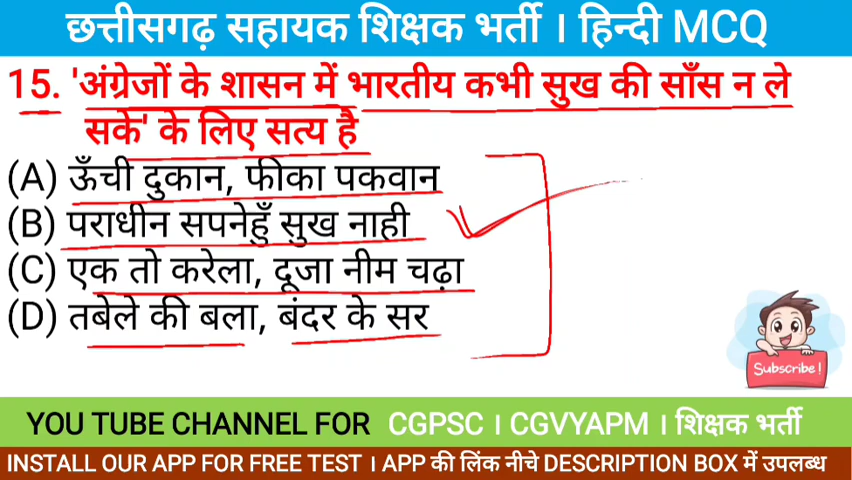 छत्तीसगढ़ सहायक शिक्षक भर्ती । हिन्दी MCQ
15. 'अंग्रेजों के शासन में भारतीय कभी सुख की साँस न ले
सके' के लिए सत्य है
(A) ऊँची दुकान, फीका पकवान
(B) पराधीन सपनेहुँ सुख नाही
(C) एक तो करेला, दूजा नीम चढ़ा
(D) तबेले की बला, बंदर के सर
Subscribe!
YOU TUBE CHANNEL FOR CGPSC । CGVYAPM । शिक्षक भर्ती
INSTALL OUR APP FOR FREE TEST । APP की लिंक नीचे DESCRIPTION BOX में उपलब्ध